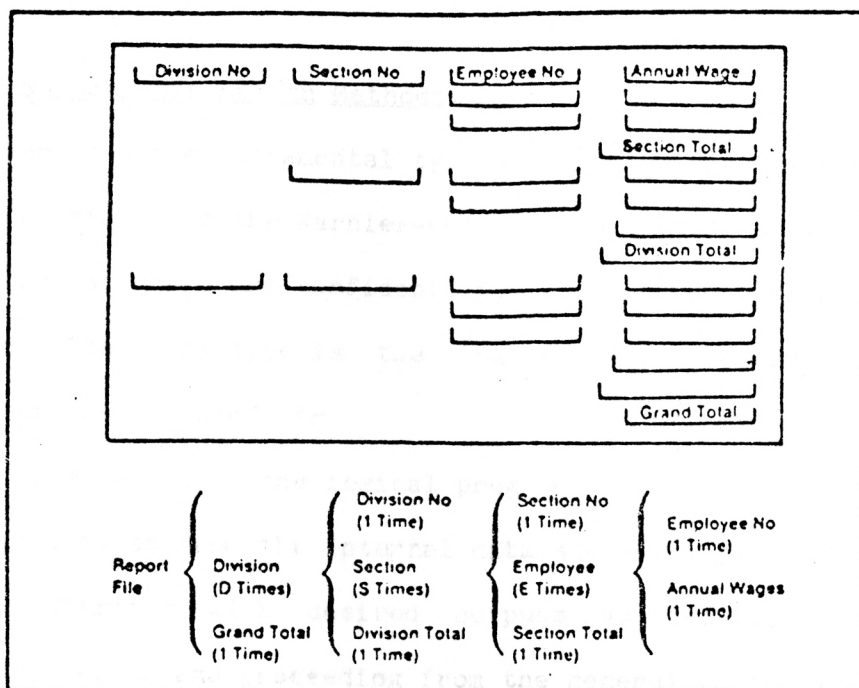 Division No Section No Employee No Annual Wage
Section Total
Division Total
Grand Total
Division No Section No
(1 Time) (1 Time) Employee No
(1 Time)
Report Division Section Employee
File (D Times) (S Times) (E Times) Annual Wages
(1 Time)
Grand Total Division Total Section Total
(1 Time) (1 Time) (1 Time)